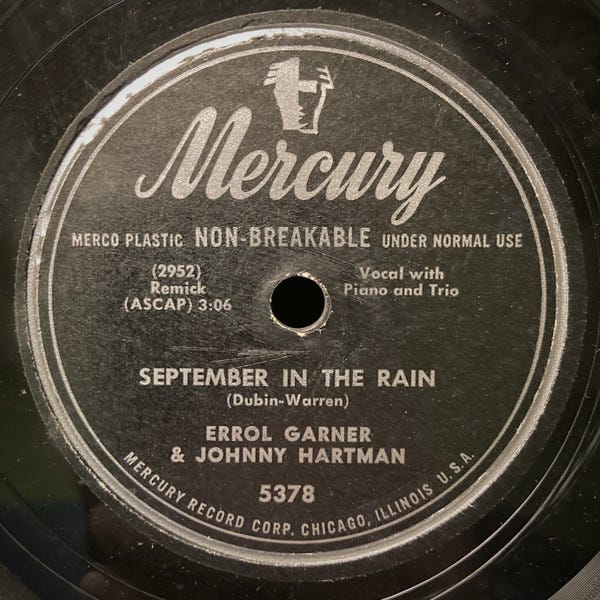 Mercury
MERCO PLASTIC NON-BREAKABLE UNDER NORMAL USE
(2952)
Remick
(ASCAP) 3:06
Vocal with
Piano and Trio
SEPTEMBER IN THE RAIN
(Dubin-Warren)
ERROL GARNER
& JOHNNY HARTMAN
5378
MERCURY RECORD CORP. CHICAGO, ILLINOIS U.S.A.